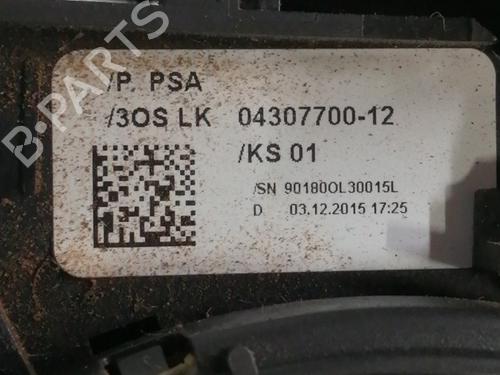 /P. PSA
/3OS LK 04307700-12
/KS 01
/SN 90180OL30015L
D 03.12.2015 17:25
B-PARTS